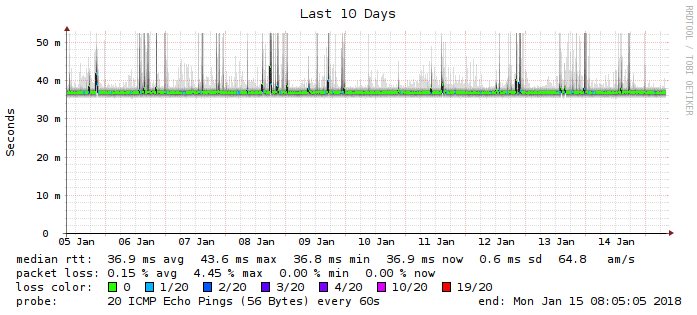 Last 10 Days
RRDTOOL / TOBI OETIKER
Seconds
50 m
40 m
30 m
20 m
10 m
0
05 Jan 06 Jan 07 Jan 08 Jan 09 Jan 10 Jan 11 Jan 12 Jan 13 Jan 14 Jan
median rtt: 36.9 ms avg 43.6 ms max 36.8 ms min 36.9 ms now 0.6 ms sd 64.8 am/s
packet loss: 0.15 % avg 4.45 % max 0.00 % min 0.00 % now
loss color: 0 1/20 2/20 3/20 4/20 10/20 19/20
probe: 20 ICMP Echo Pings (56 Bytes) every 60s end: Mon Jan 15 08:05:05 2018